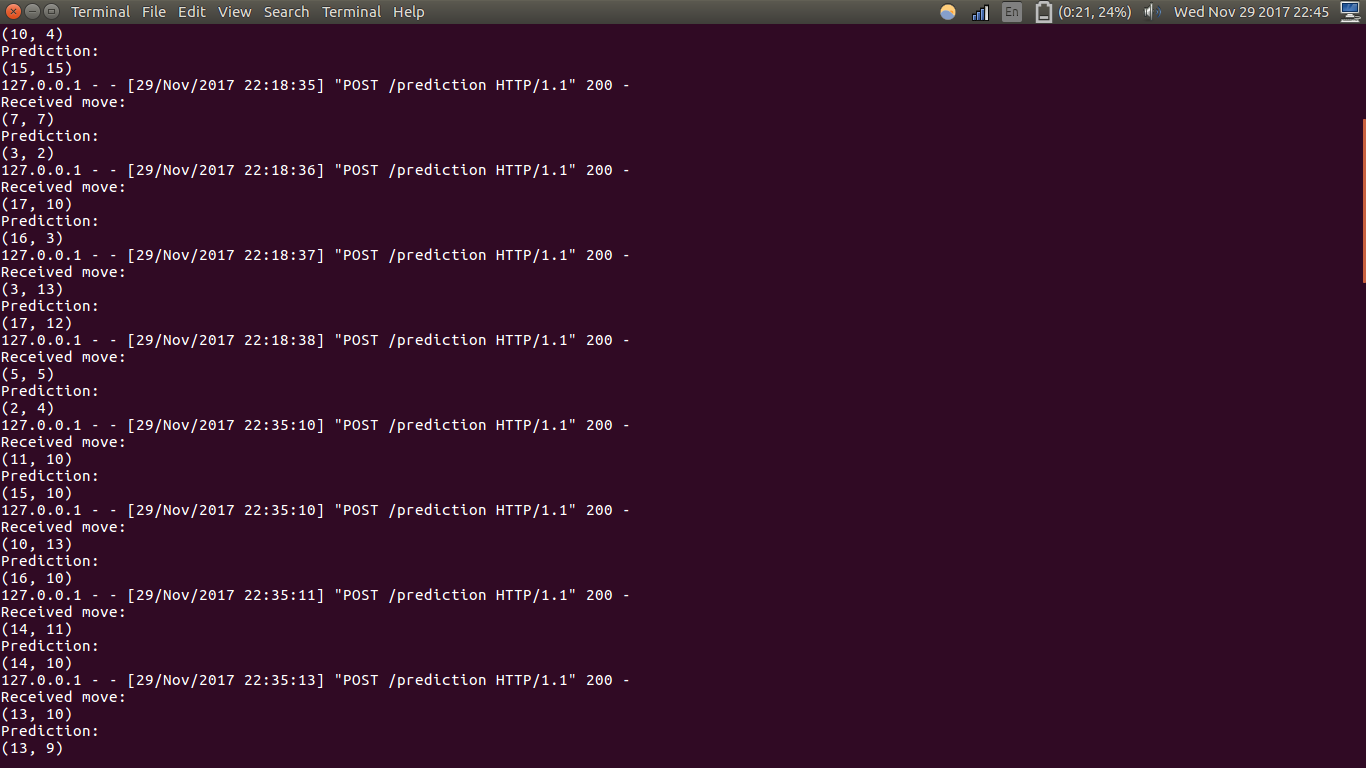 Terminal File Edit View Search Terminal Help En (0:21, 24%) Wed Nov 29 2017 22:45
(10, 4)
Prediction:
(15, 15)
127.0.0.1 - - [29/Nov/2017 22:18:35] "POST /prediction HTTP/1.1" 200 -
Received move:
(7, 7)
Prediction:
(3, 2)
127.0.0.1 - - [29/Nov/2017 22:18:36] "POST /prediction HTTP/1.1" 200 -
Received move:
(17, 10)
Prediction:
(16, 3)
127.0.0.1 - - [29/Nov/2017 22:18:37] "POST /prediction HTTP/1.1" 200 -
Received move:
(3, 13)
Prediction:
(17, 12)
127.0.0.1 - - [29/Nov/2017 22:18:38] "POST /prediction HTTP/1.1" 200 -
Received move:
(5, 5)
Prediction:
(2, 4)
127.0.0.1 - - [29/Nov/2017 22:35:10] "POST /prediction HTTP/1.1" 200 -
Received move:
(11, 10)
Prediction:
(15, 10)
127.0.0.1 - - [29/Nov/2017 22:35:10] "POST /prediction HTTP/1.1" 200 -
Received move:
(10, 13)
Prediction:
(16, 10)
127.0.0.1 - - [29/Nov/2017 22:35:11] "POST /prediction HTTP/1.1" 200 -
Received move:
(14, 11)
Prediction:
(14, 10)
127.0.0.1 - - [29/Nov/2017 22:35:13] "POST /prediction HTTP/1.1" 200 -
Received move:
(13, 10)
Prediction:
(13, 9)